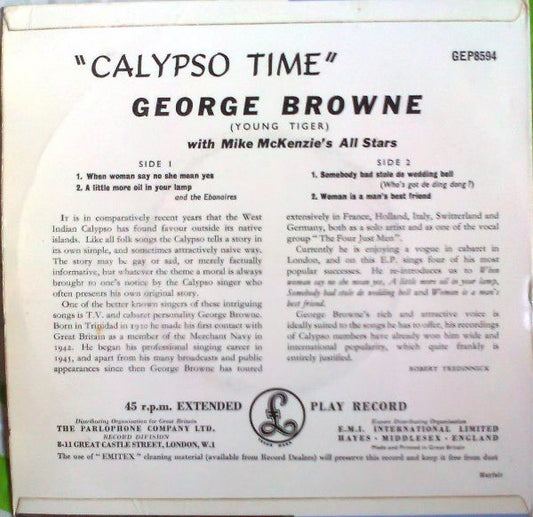 "CALYPSO TIME"
GEP8594
GEORGE BROWNE
(YOUNG TIGER)
with Mike McKenzie's All Stars
SIDE 1
1. When woman say no she mean yes
2. A little more oil in your lamp
and the Ebonaires
SIDE 2
1. Somebody bad stole de wedding bell
(Who's got de ding dong?)
2. Woman is a man's best friend
It is in comparatively recent years that the West
Indian Calypso has found favour outside its native
islands. Like all folk songs the Calypso tells a story in
its own simple, and sometimes attractively naive way.
The story may be gay or sad, or merely factually
informative, but whatever the theme a moral is always
brought to one's notice by the Calypso singer who
often presents his own original story.
One of the better known singers of these intriguing
songs is T.V. and cabaret personality George Browne.
Born in Trinidad in 1920 he made his first contact with
Great Britain as a member of the Merchant Navy in
1942. He began his professional singing career in
1945, and apart from his many broadcasts and public
appearances since then George Browne has toured
extensively in France, Holland, Italy, Switzerland and
Germany, both as a solo artist and as one of the vocal
group "The Four Just Men".
Currently he is enjoying a vogue in cabaret in
London, and on this E.P. sings four of his most
popular successes. He re-introduces us to When
woman say no she mean yes, A little more oil in your lamp,
Somebody bad stole de wedding bell and Woman is a man's
best friend.
George Browne's rich and attractive voice is
ideally suited to the songs he has to offer, his recordings
of Calypso numbers have already won him wide and
international popularity, which quite frankly is
entirely justified.
ROBERT TREDINNICK
45 r.p.m. EXTENDED
£
TRADE MARK
PLAY RECORD
Distributing Organisation for Great Britain
THE PARLOPHONE COMPANY LTD.
RECORD DIVISION
8-11 GREAT CASTLE STREET, LONDON, W.1
Export Distributing Organisation
E.M.I. INTERNATIONAL LIMITED
HAYES · MIDDLESEX · ENGLAND
Made and Printed in Great Britain
The use of "EMITEX" cleaning material (available from Record Dealers) will preserve this record and keep it free from dust
Mayfair